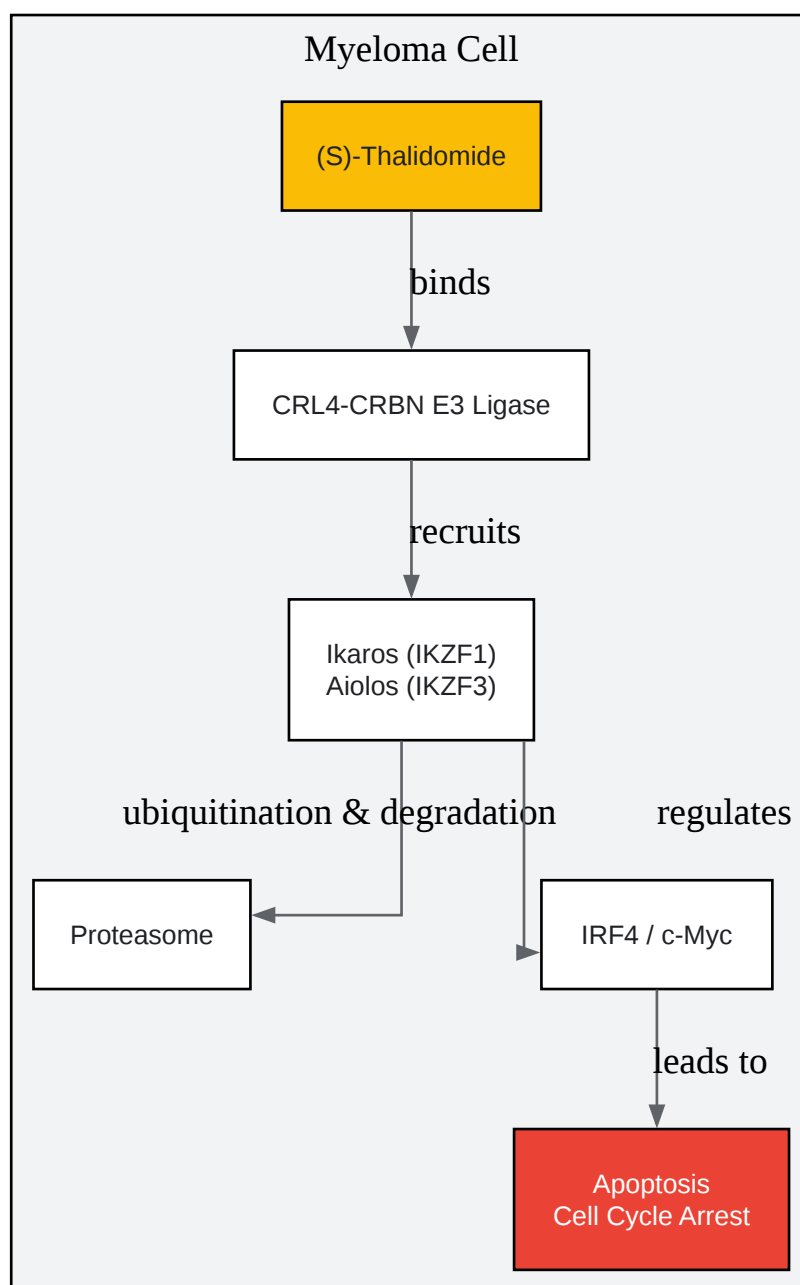 Myeloma Cell
(S)-Thalidomide
binds
CRL4-CRBN E3 Ligase
recruits
Ikaros (IKZF1)
Aiolos (IKZF3)
ubiquitination & degradation
regulates
Proteasome
IRF4 / c-Myc
leads to
Apoptosis
Cell Cycle Arrest